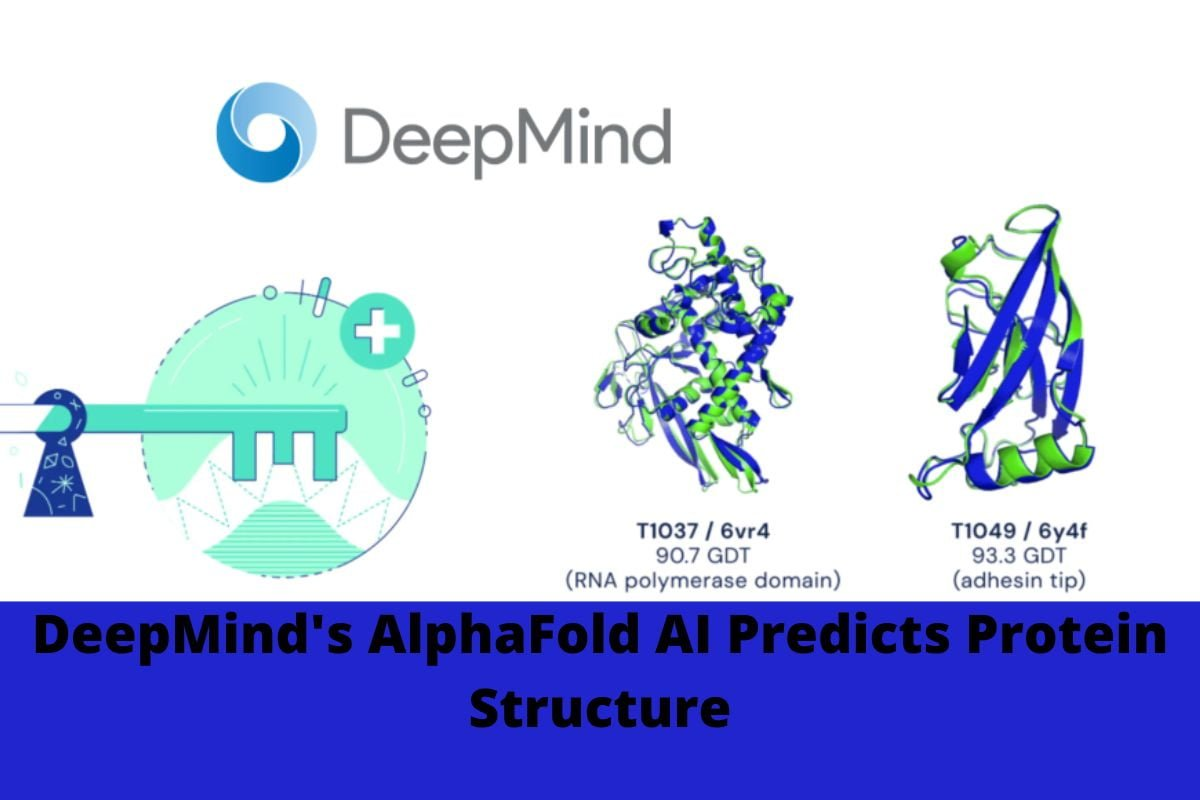 DeepMind
T1037 / 6vr4
90.7 GDT
(RNA polymerase domain)
T1049 / 6y4f
93.3 GDT
(adhesin tip)
DeepMind's AlphaFold AI Predicts Protein
Structure